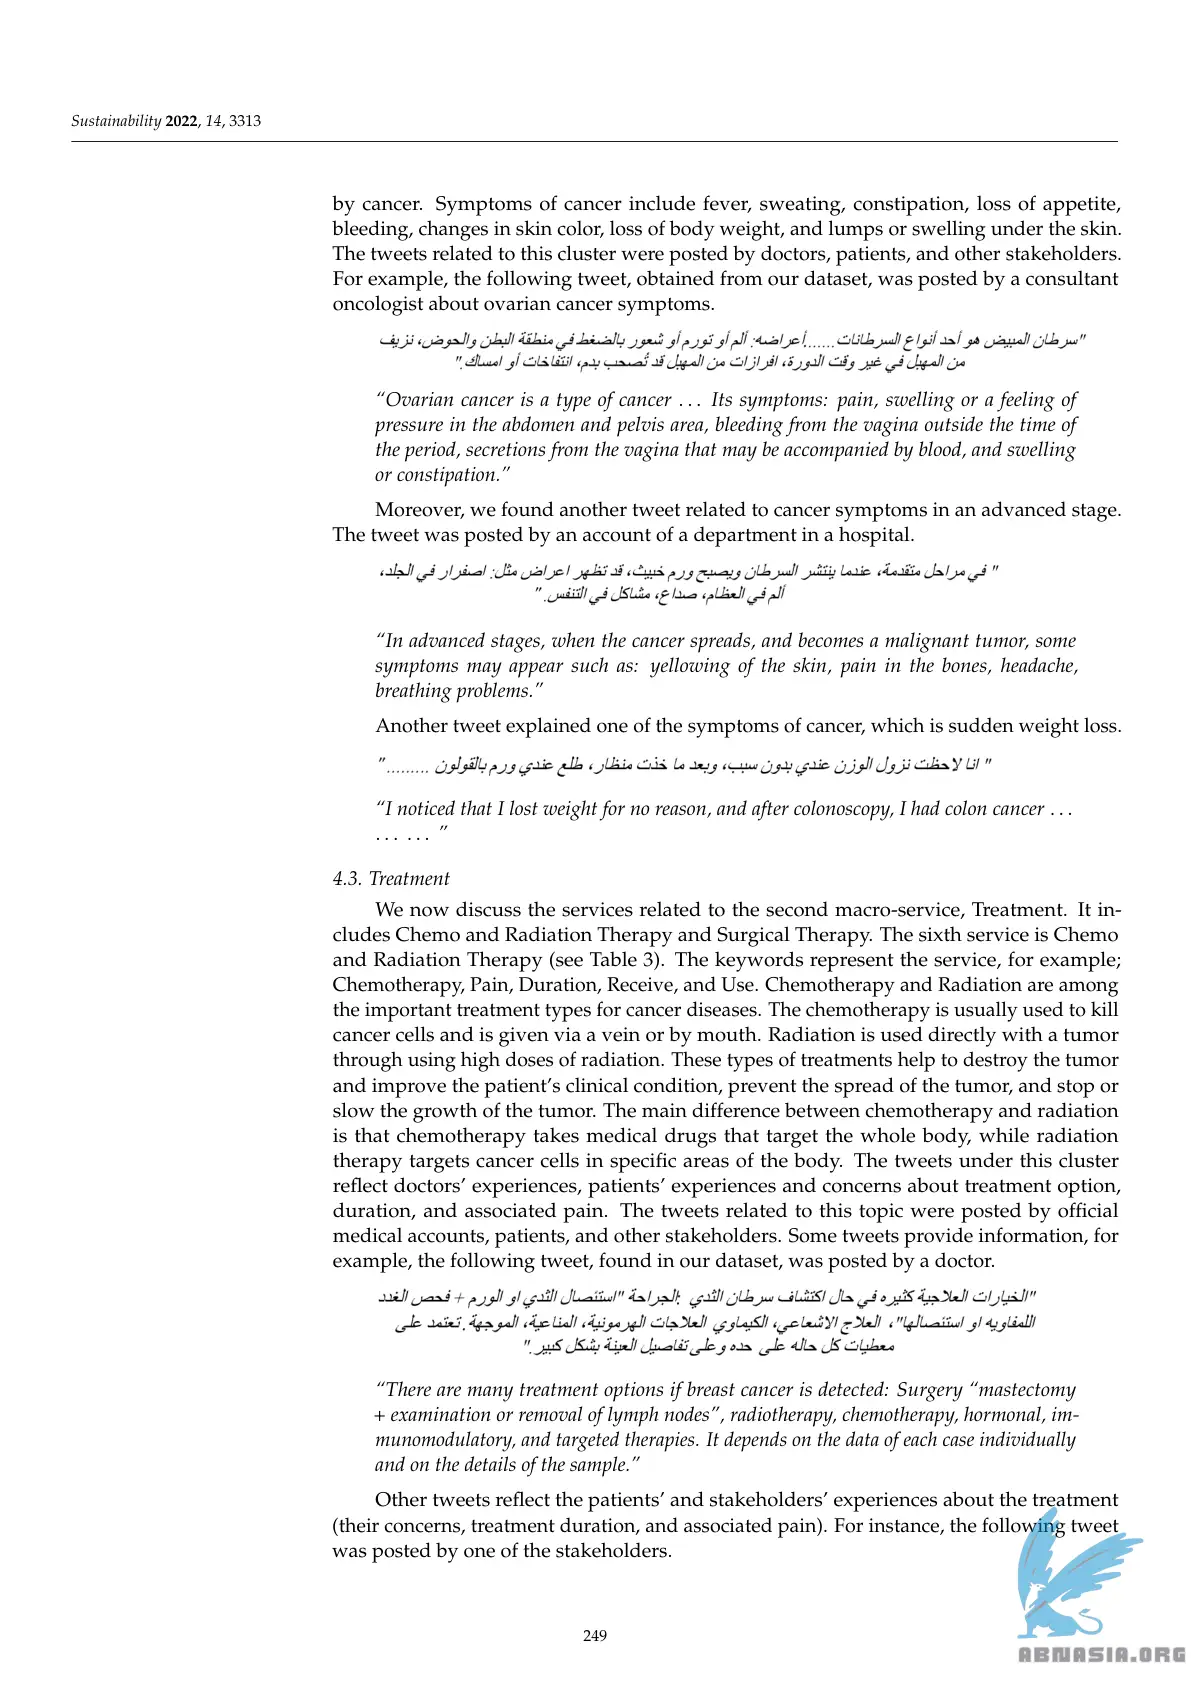 Sustainability 2022, 14, 3313
by cancer. Symptoms of cancer include fever, sweating, constipation, loss of appetite,
bleeding, changes in skin color, loss of body weight, and lumps or swelling under the skin.
The tweets related to this cluster were posted by doctors, patients, and other stakeholders.
For example, the following tweet, obtained from our dataset, was posted by a consultant
oncologist about ovarian cancer symptoms.
"سرطان المبيض هو أحد أنواع السرطانات.......أعراضه: ألم أو تورم أو شعور بالضغط في منطقة البطن والحوض، نزيف
من المهبل في غير وقت الدورة، افرازات من المهبل قد تُصحب بدم، انتفاخات أو امساك."
“Ovarian cancer is a type of cancer . . . Its symptoms: pain, swelling or a feeling of
pressure in the abdomen and pelvis area, bleeding from the vagina outside the time of
the period, secretions from the vagina that may be accompanied by blood, and swelling
or constipation.”
Moreover, we found another tweet related to cancer symptoms in an advanced stage.
The tweet was posted by an account of a department in a hospital.
" في مراحل متقدمة، عندما ينتشر السرطان ويصبح ورم خبيث، قد تظهر اعراض مثل: اصفرار في الجلد،
ألم في العظام، صداع، مشاكل في التنفس. "
“In advanced stages, when the cancer spreads, and becomes a malignant tumor, some
symptoms may appear such as: yellowing of the skin, pain in the bones, headache,
breathing problems.”
Another tweet explained one of the symptoms of cancer, which is sudden weight loss.
" انا لاحظت نزول الوزن عندي بدون سبب، وبعد ما خذت منظار، طلع عندي ورم بالقولون ......... "
“I noticed that I lost weight for no reason, and after colonoscopy, I had colon cancer . . .
. . . . . . ”
4.3. Treatment
We now discuss the services related to the second macro-service, Treatment. It in-
cludes Chemo and Radiation Therapy and Surgical Therapy. The sixth service is Chemo
and Radiation Therapy (see Table 3). The keywords represent the service, for example;
Chemotherapy, Pain, Duration, Receive, and Use. Chemotherapy and Radiation are among
the important treatment types for cancer diseases. The chemotherapy is usually used to kill
cancer cells and is given via a vein or by mouth. Radiation is used directly with a tumor
through using high doses of radiation. These types of treatments help to destroy the tumor
and improve the patient’s clinical condition, prevent the spread of the tumor, and stop or
slow the growth of the tumor. The main difference between chemotherapy and radiation
is that chemotherapy takes medical drugs that target the whole body, while radiation
therapy targets cancer cells in specific areas of the body. The tweets under this cluster
reflect doctors’ experiences, patients’ experiences and concerns about treatment option,
duration, and associated pain. The tweets related to this topic were posted by official
medical accounts, patients, and other stakeholders. Some tweets provide information, for
example, the following tweet, found in our dataset, was posted by a doctor.
"الخيارات العلاجية كثيره في حال اكتشاف سرطان الثدي :الجراحة "استئصال الثدي او الورم + فحص الغدد
اللمفاويه او استئصالها"، العلاج الاشعاعي، الكيماوي العلاجات الهرمونية، المناعية، الموجهة. تعتمد على
معطيات كل حاله على حده وعلى تفاصيل العينة بشكل كبير."
“There are many treatment options if breast cancer is detected: Surgery “mastectomy
+ examination or removal of lymph nodes”, radiotherapy, chemotherapy, hormonal, im-
munomodulatory, and targeted therapies. It depends on the data of each case individually
and on the details of the sample.”
Other tweets reflect the patients’ and stakeholders’ experiences about the treatment
(their concerns, treatment duration, and associated pain). For instance, the following tweet
was posted by one of the stakeholders.
249
ABNASIA.ORG